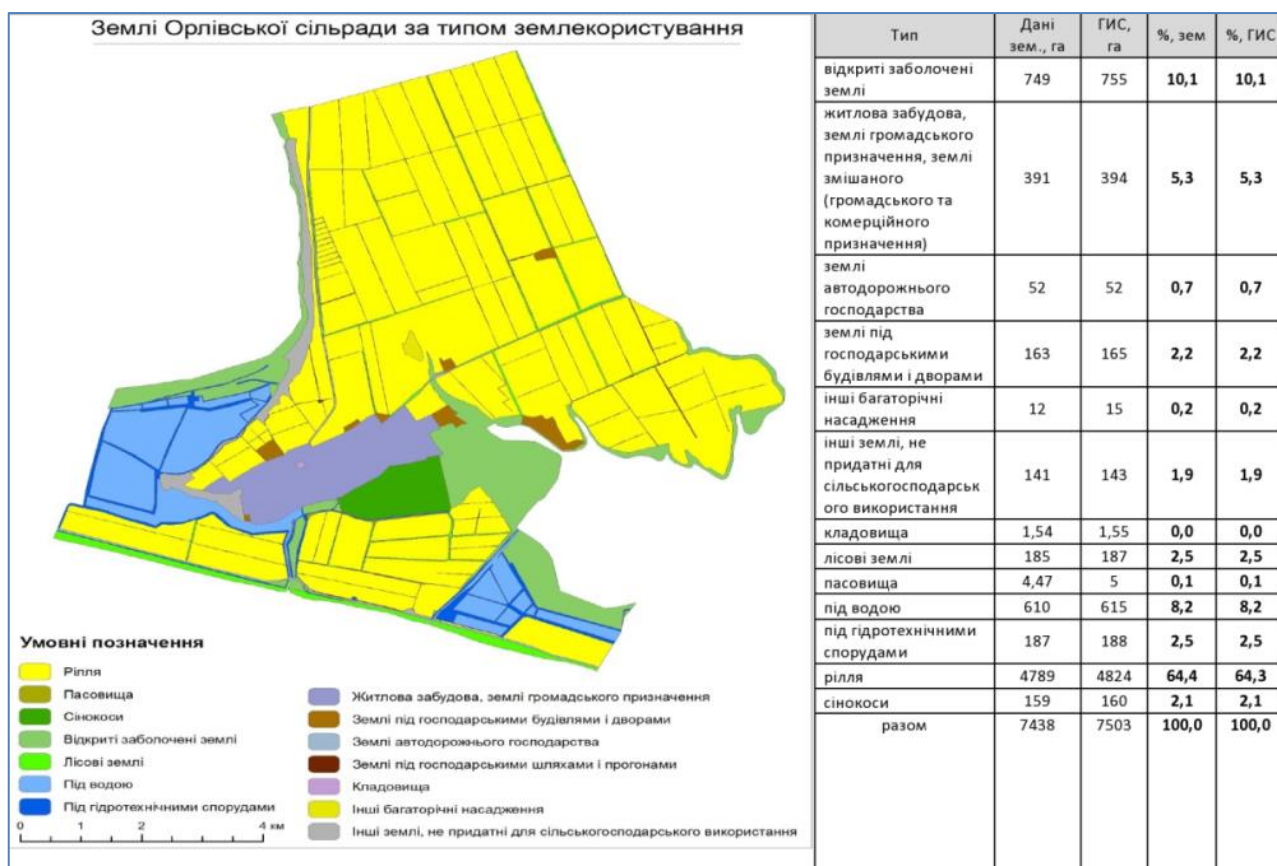 Землі Орлівської сільради за типом землекористування
Умовні позначення
Рілля
Пасовища
Сінокоси
Відкриті заболочені землі
Лісові землі
Під водою
Під гідротехнічними спорудами
0 1 2 4 км
Житлова забудова, землі громадського призначення
Землі під господарськими будівлями і дворами
Землі автодорожнього господарства
Землі під господарськими шляхами і прогонами
Кладовища
Інші багаторічні насадження
Інші землі, не придатні для сільськогосподарського використання
Тип Дані зем., га ГИС, га %, зем %, ГИС
відкриті заболочені
землі 749 755 10,1 10,1
житлова забудова,
землі громадського
призначення, землі
змішаного
(громадського та
комерційного
призначення) 391 394 5,3 5,3
землі
автодорожнього
господарства 52 52 0,7 0,7
землі під
господарськими
будівлями і дворами 163 165 2,2 2,2
інші багаторічні
насадження 12 15 0,2 0,2
інші землі, не
придатні для
сільськогосподарськ
ого використання 141 143 1,9 1,9
кладовища 1,54 1,55 0,0 0,0
лісові землі 185 187 2,5 2,5
пасовища 4,47 5 0,1 0,1
під водою 610 615 8,2 8,2
під гідротехнічними
спорудами 187 188 2,5 2,5
рілля 4789 4824 64,4 64,3
сінокоси 159 160 2,1 2,1
разом 7438 7503 100,0 100,0